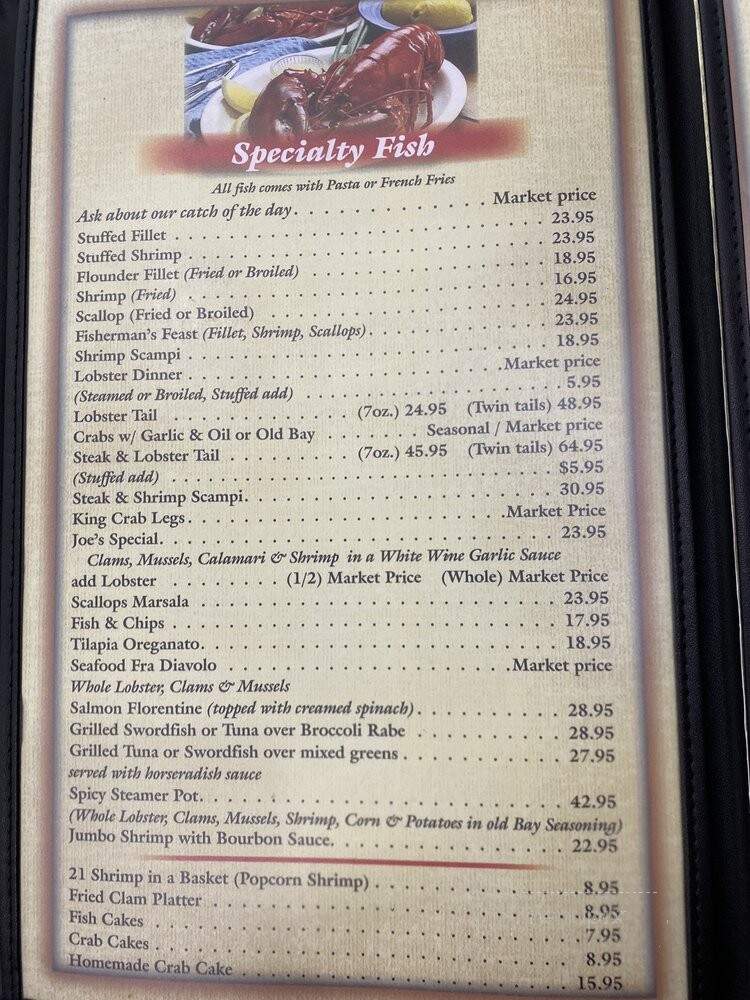 Specialty Fish
All fish comes with Pasta or French Fries
Ask about our catch of the day. . . . . . . . . . . . . Market price
Stuffed Fillet . . . . . . . . . . . . . . . . . . . . . . . 23.95
Stuffed Shrimp . . . . . . . . . . . . . . . . . . . . . . 23.95
Flounder Fillet (Fried or Broiled) . . . . . . . . . . . . . 18.95
Shrimp (Fried) . . . . . . . . . . . . . . . . . . . . . . 16.95
Scallop (Fried or Broiled) . . . . . . . . . . . . . . . . . 24.95
Fisherman's Feast (Fillet, Shrimp, Scallops). . . . . . . . . . 23.95
Shrimp Scampi . . . . . . . . . . . . . . . . . . . . . . 18.95
Lobster Dinner . . . . . . . . . . . . . . . . . . .Market price
(Steamed or Broiled, Stuffed add) . . . . . . . . . . . . . . 5.95
Lobster Tail . . . . . . . . . . (7oz.) 24.95 (Twin tails) 48.95
Crabs w/ Garlic & Oil or Old Bay . . . . . . . Seasonal / Market price
Steak & Lobster Tail . . . . . . . . (7oz.) 45.95 (Twin tails) 64.95
(Stuffed add) . . . . . . . . . . . . . . . . . . . . . . $5.95
Steak & Shrimp Scampi. . . . . . . . . . . . . . . . . . . 30.95
King Crab Legs. . . . . . . . . . . . . . . . . . . .Market Price
Joe's Special. . . . . . . . . . . . . . . . . . . . . . . 23.95
Clams, Mussels, Calamari & Shrimp in a White Wine Garlic Sauce
add Lobster . . . . . . . . (1/2) Market Price (Whole) Market Price
Scallops Marsala . . . . . . . . . . . . . . . . . . . . . 23.95
Fish & Chips . . . . . . . . . . . . . . . . . . . . . . . 17.95
Tilapia Oreganato. . . . . . . . . . . . . . . . . . . . . 18.95
Seafood Fra Diavolo . . . . . . . . . . . . . . . . .Market price
Whole Lobster, Clams & Mussels
Salmon Florentine (topped with creamed spinach). . . . . . . . . 28.95
Grilled Swordfish or Tuna over Broccoli Rabe . . . . . . . . . 28.95
Grilled Tuna or Swordfish over mixed greens . . . . . . . . . . 27.95
served with horseradish sauce
Spicy Steamer Pot. . . . . . . . . . . . . . . . . . . . . 42.95
(Whole Lobster, Clams, Mussels, Shrimp, Corn & Potatoes in old Bay Seasoning)
Jumbo Shrimp with Bourbon Sauce. . . . . . . . . . . . . . 22.95
21 Shrimp in a Basket (Popcorn Shrimp) . . . . . . . . . . . . 8.95
Fried Clam Platter . . . . . . . . . . . . . . . . . . . . 8.95
Fish Cakes . . . . . . . . . . . . . . . . . . . . . . . .7.95
Crab Cakes . . . . . . . . . . . . . . . . . . . . . . . 8.95
Homemade Crab Cake . . . . . . . . . . . . . . . . . . . 15.95